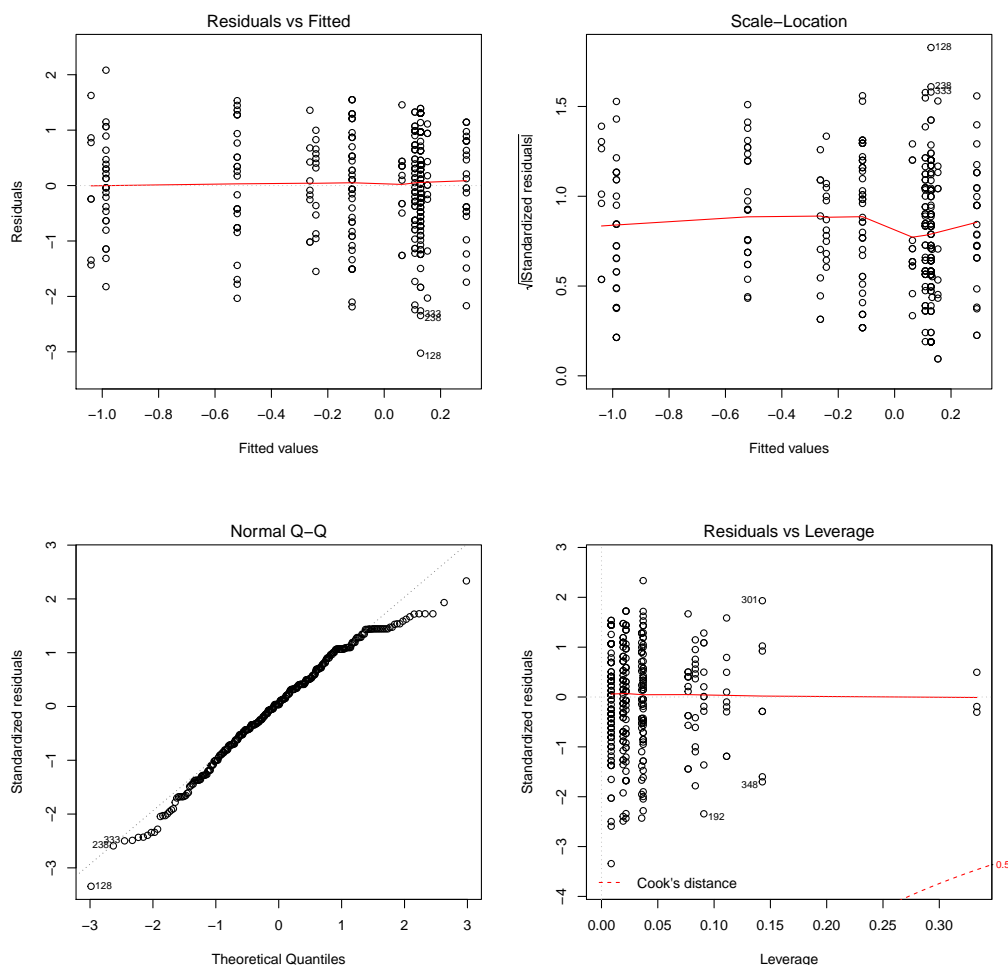 Residuals vs Fitted
Residuals
2
1
0
−1
−2
−3
333
238
128
−1.0 −0.8 −0.6 −0.4 −0.2 0.0 0.2
Fitted values
Scale−Location
√|Standardized residuals|
1.5
1.0
0.5
0.0
128
238
333
−1.0 −0.8 −0.6 −0.4 −0.2 0.0 0.2
Fitted values
Normal Q−Q
Standardized residuals
3
2
1
0
−1
−2
−3
333
238
128
−3 −2 −1 0 1 2 3
Theoretical Quantiles
Residuals vs Leverage
Standardized residuals
3
2
1
0
−1
−2
−3
−4
301
348
192
Cook's distance
0.5
0.00 0.05 0.10 0.15 0.20 0.25 0.30
Leverage